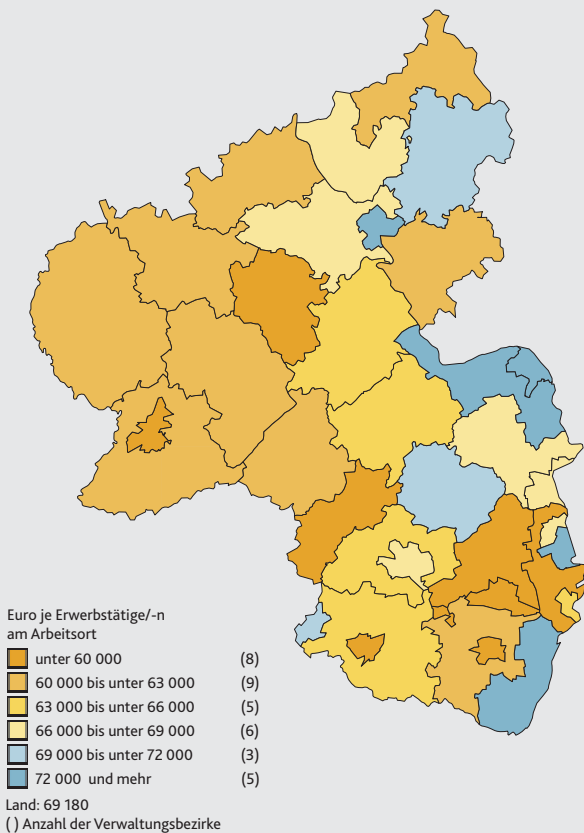 Euro je Erwerbstätige/-n
am Arbeitsort
unter 60 000 (8)
60 000 bis unter 63 000 (9)
63 000 bis unter 66 000 (5)
66 000 bis unter 69 000 (6)
69 000 bis unter 72 000 (3)
72 000 und mehr (5)
Land: 69 180
( ) Anzahl der Verwaltungsbezirke